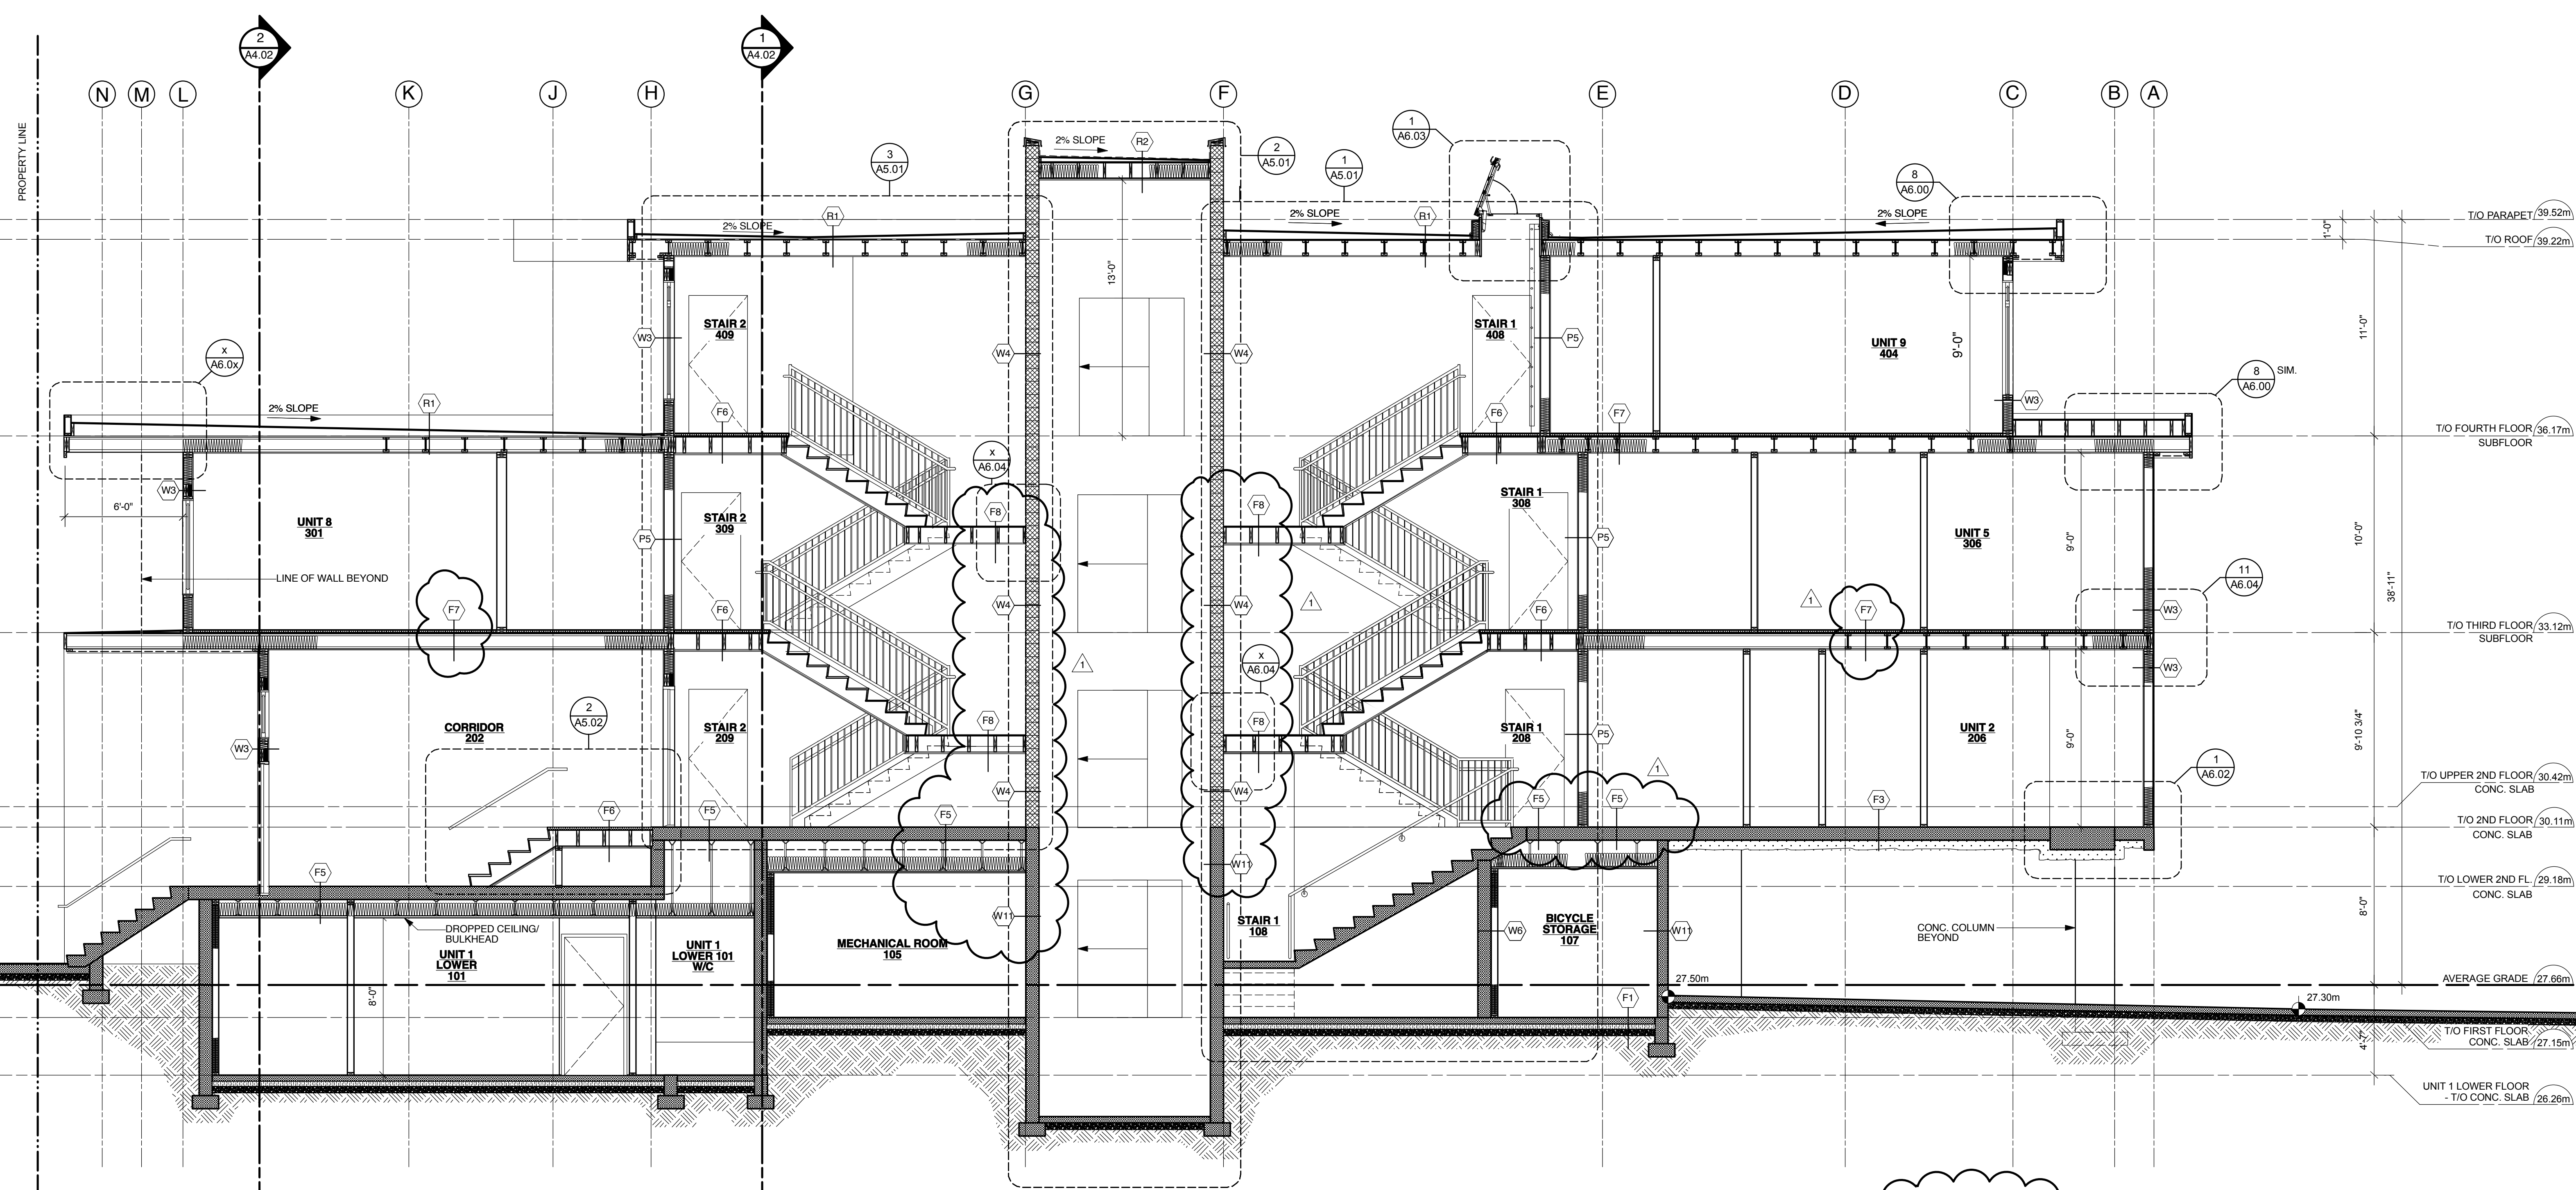 2
A4.02
1
A4.02
N
M
L
K
J
H
G
F
E
D
C
B
A
PROPERTY LINE
3
A5.01
2% SLOPE
R2
2
A5.01
1
A5.01
1
A6.03
8
A6.00
2% SLOPE
R1
2% SLOPE
R1
2% SLOPE
T/O PARAPET 39.52m
1'-0"
T/O ROOF 39.22m
13'-0"
x
A6.0x
W3
STAIR 2
409
W4
W4
STAIR 1
408
P5
UNIT 9
404
9'-0"
11'-0"
W3
8
A6.00
SIM.
2% SLOPE
R1
F6
F6
F7
T/O FOURTH FLOOR 36.17m
SUBFLOOR
x
A6.04
W3
6'-0"
UNIT 8
301
STAIR 2
309
P5
F8
F8
STAIR 1
308
P5
UNIT 5
306
9'-0"
10'-0"
11
A6.04
LINE OF WALL BEYOND
F7
F6
W4
W4
1
F6
1
F7
W3
38'-11"
T/O THIRD FLOOR 33.12m
SUBFLOOR
1
x
A6.04
W3
2
A5.02
CORRIDOR
202
W3
STAIR 2
209
F8
F8
STAIR 1
208
P5
UNIT 2
206
9'-0"
9'-10 3/4"
1
1
A6.02
T/O UPPER 2ND FLOOR 30.42m
CONC. SLAB
W4
W4
F6
F5
F5
F5
F5
F3
T/O 2ND FLOOR 30.11m
CONC. SLAB
F5
W11
T/O LOWER 2ND FL. 29.18m
CONC. SLAB
8'-0"
DROPPED CEILING/
BULKHEAD
UNIT 1
LOWER
101
UNIT 1
LOWER 101
W/C
MECHANICAL ROOM
105
W11
STAIR 1
108
W6
BICYCLE
STORAGE
107
W11
CONC. COLUMN
BEYOND
8'-0"
27.50m
AVERAGE GRADE 27.66m
F1
27.30m
T/O FIRST FLOOR
CONC. SLAB 27.15m
4'-7"
UNIT 1 LOWER FLOOR
- T/O CONC. SLAB 26.26m